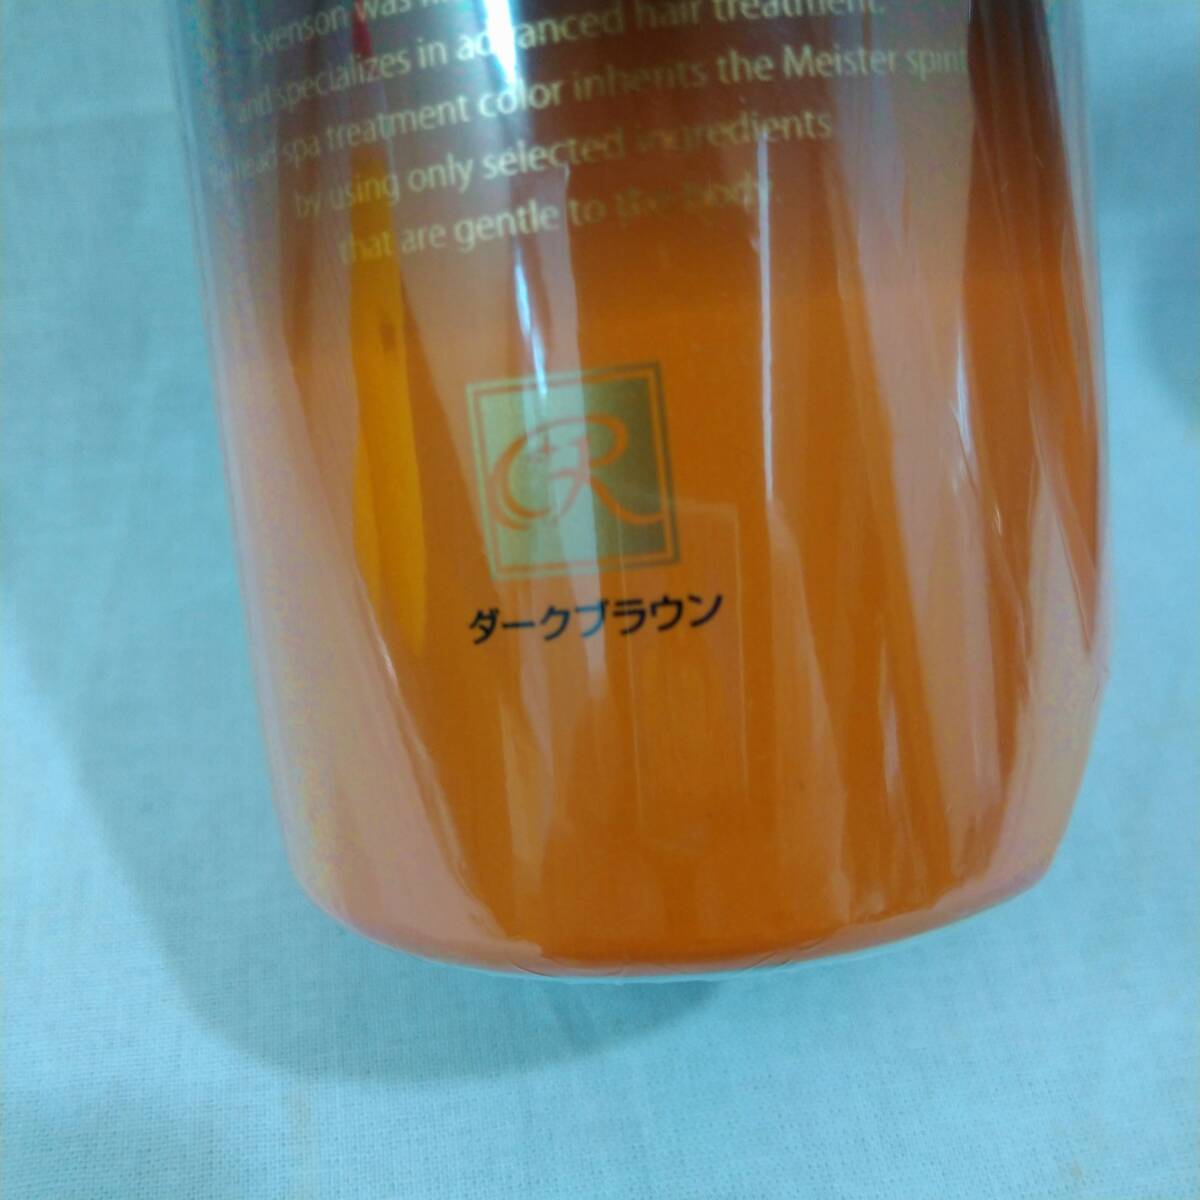 Svenson was
and specializes in advanced hair treatment.
The head spa treatment color inherits the Meister spirit
by using only selected ingredients
that are gentle to the body.
R
ダークブラウン